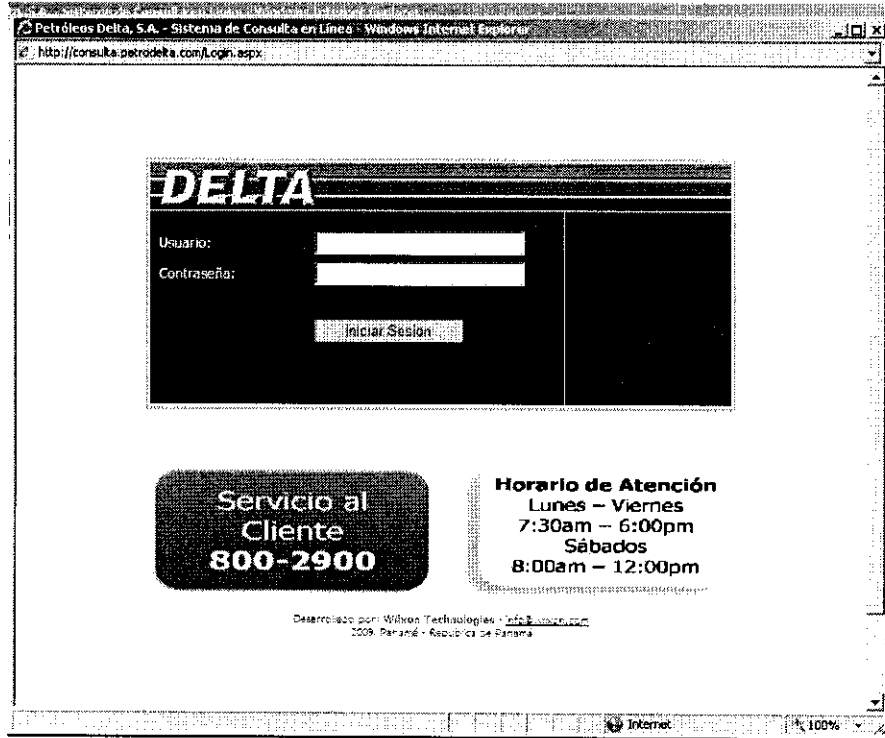 Petróleos Delta, S.A. - Sistema de Consulta en Línea - Windows Internet Explorer
http://consulta.petrodelta.com/Login.aspx
DELTA
Usuario:
Contraseña:
Iniciar Sesión
Servicio al
Cliente
800-2900
Horario de Atención
Lunes – Viernes
7:30am – 6:00pm
Sábados
8:00am – 12:00pm
Desarrollado por: Wilxon Technologies -
2009. Panamá - República de Panamá
Internet
100%